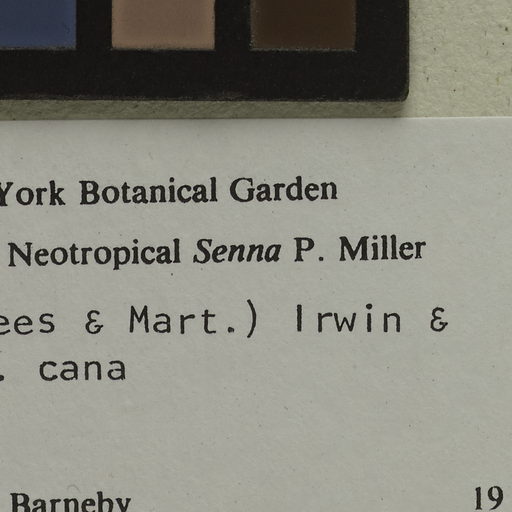 York Botanical Garden
Neotropical Senna P. Miller
ees & Mart.) Irwin &
. cana
Barneby 19